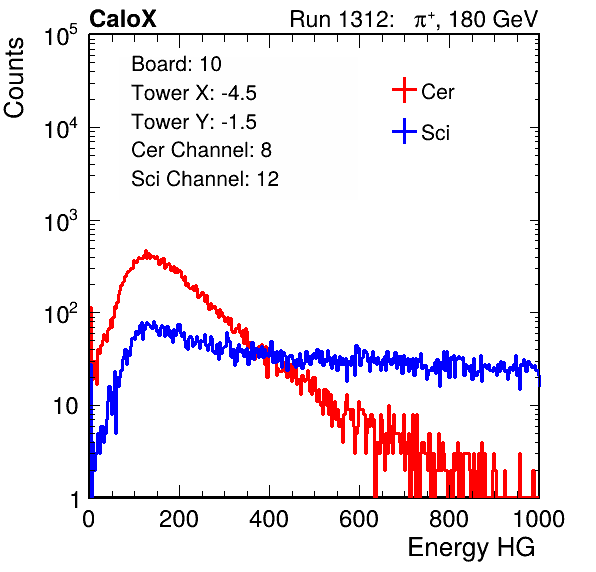 CaloX Run 1312: π⁺, 180 GeV
Counts
Board: 10
Tower X: -4.5
Tower Y: -1.5
Cer Channel: 8
Sci Channel: 12
Cer
Sci
10⁵
10⁴
10³
10²
10
1
0 200 400 600 800 1000
Energy HG